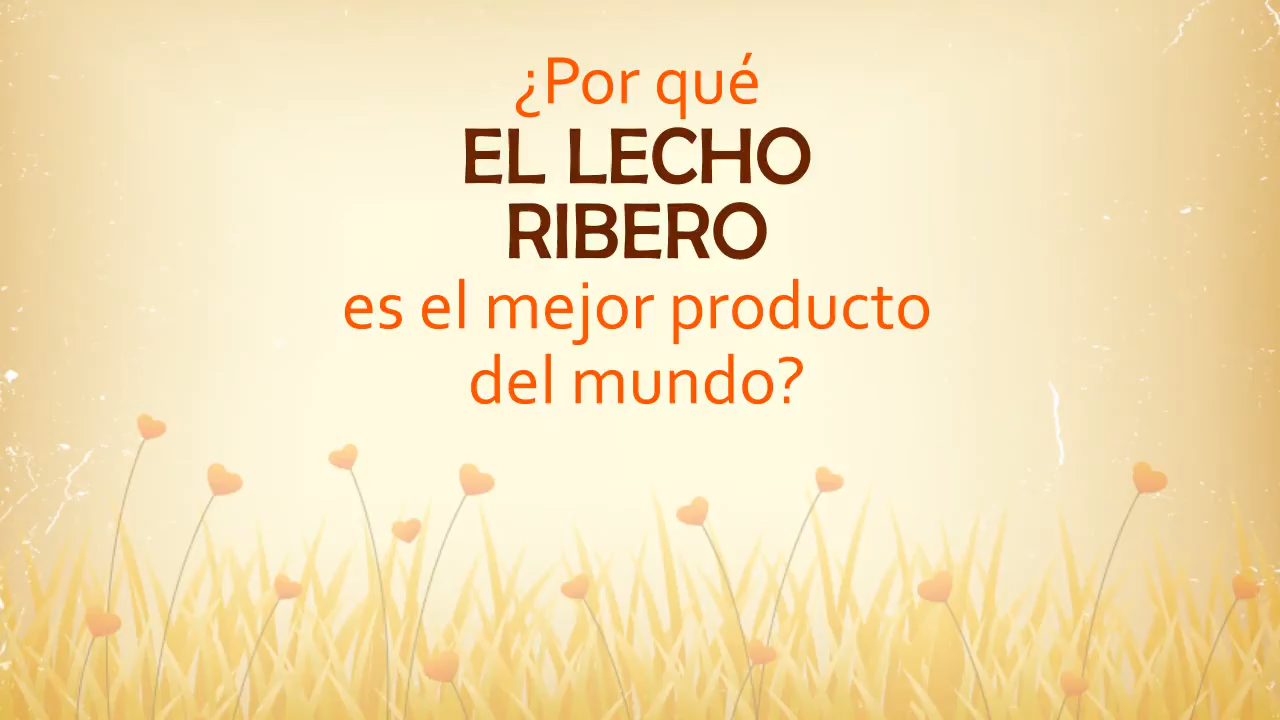 ¿Por qué
EL LECHO
RIBERO
es el mejor producto
del mundo?